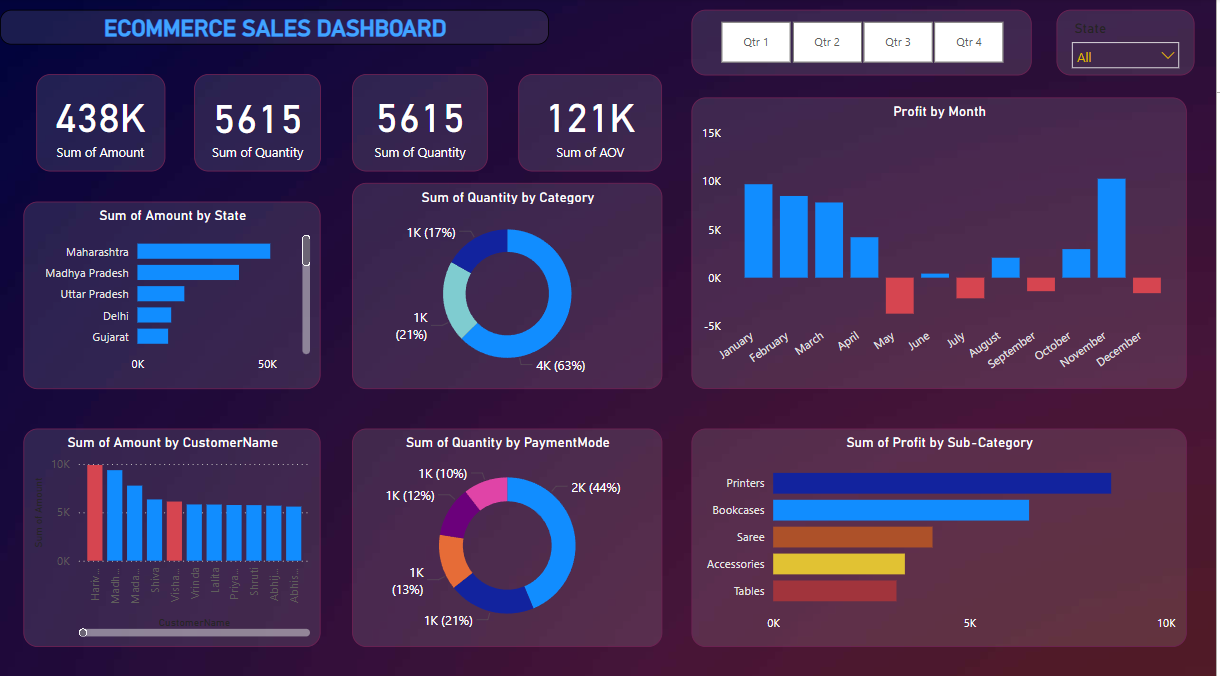 ECOMMERCE SALES DASHBOARD
Qtr 1
Qtr 2
Qtr 3
Qtr 4
State
All
438K
Sum of Amount
5615
Sum of Quantity
5615
Sum of Quantity
121K
Sum of AOV
Profit by Month
15K
10K
5K
0K
-5K
January
February
March
April
May
June
July
August
September
October
November
December
Sum of Amount by State
Maharashtra
Madhya Pradesh
Uttar Pradesh
Delhi
Gujarat
0K
50K
Sum of Quantity by Category
1K (17%)
1K
(21%)
4K (63%)
Sum of Amount by CustomerName
Sum of Amount
10K
5K
0K
Hariv...
Madh...
Mada...
Shiva
Visha...
Vrinda
Lalita
Priya...
Shruti
Abhij...
Abhis...
CustomerName
Sum of Quantity by PaymentMode
1K (10%)
1K (12%)
1K
(13%)
1K (21%)
2K (44%)
Sum of Profit by Sub-Category
Printers
Bookcases
Saree
Accessories
Tables
0K
5K
10K